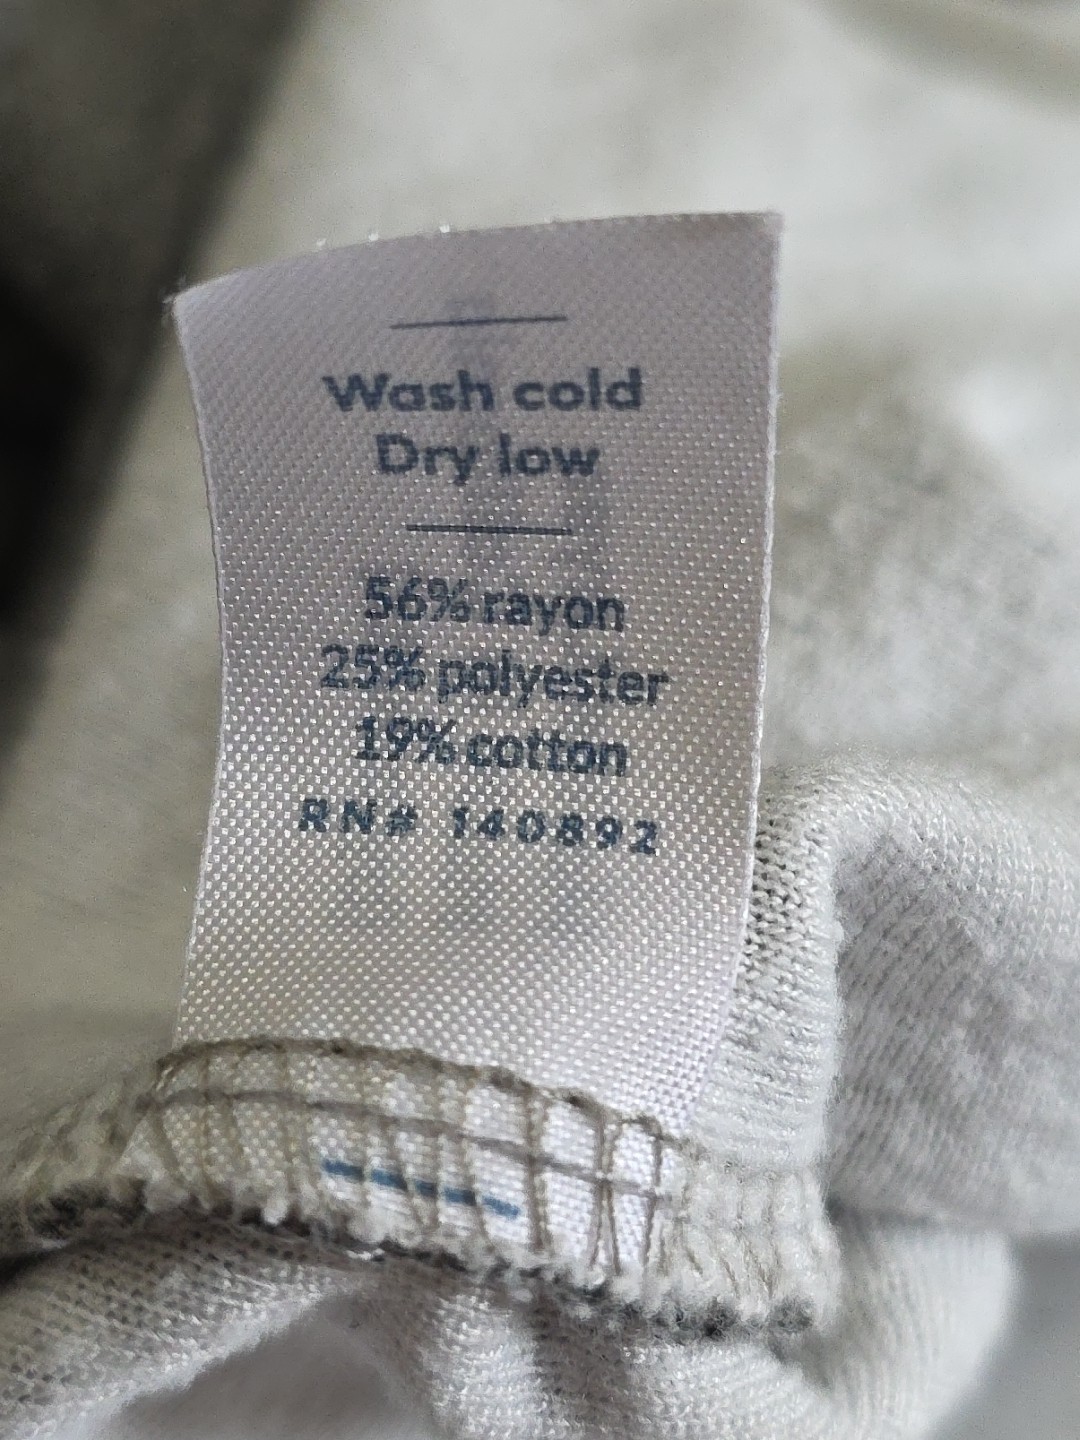 Wash cold
Dry low
56% rayon
25% polyester
19% cotton
RN# 140892